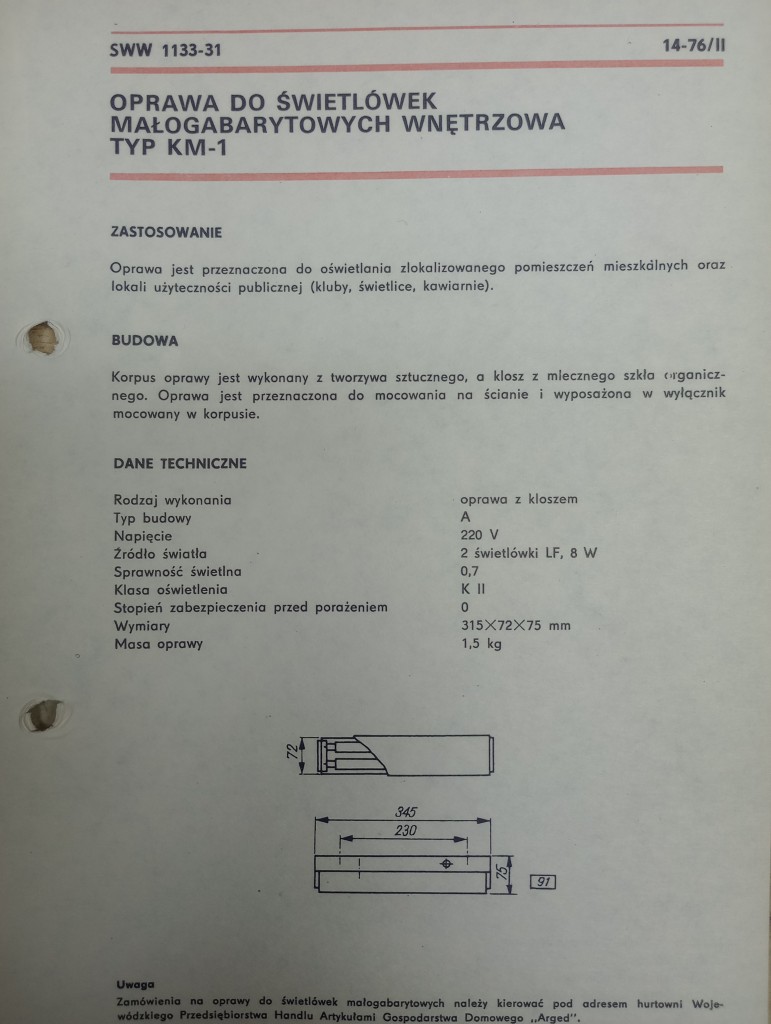 SWW 1133-31
14-76/II
OPRAWA DO ŚWIETLÓWEK
MAŁOGABARYTOWYCH WNĘTRZOWA
TYP KM-1
ZASTOSOWANIE
Oprawa jest przeznaczona do oświetlania zlokalizowanego pomieszczeń mieszkalnych oraz
lokali użyteczności publicznej (kluby, świetlice, kawiarnie).
BUDOWA
Korpus oprawy jest wykonany z tworzywa sztucznego, a klosz z mlecznego szkła organicz-
nego. Oprawa jest przeznaczona do mocowania na ścianie i wyposażona w wyłącznik
mocowany w korpusie.
DANE TECHNICZNE
Rodzaj wykonania oprawa z kloszem
Typ budowy A
Napięcie 220 V
Źródło światła 2 świetlówki LF, 8 W
Sprawność świetlna 0,7
Klasa oświetlenia K II
Stopień zabezpieczenia przed porażeniem 0
Wymiary 315×72×75 mm
Masa oprawy 1,5 kg
72
345
230
75
91
Uwaga
Zamówienia na oprawy do świetlówek małogabarytowych należy kierować pod adresem hurtowni Woje-
wódzkiego Przedsiębiorstwa Handlu Artykułami Gospodarstwa Domowego „Arged".